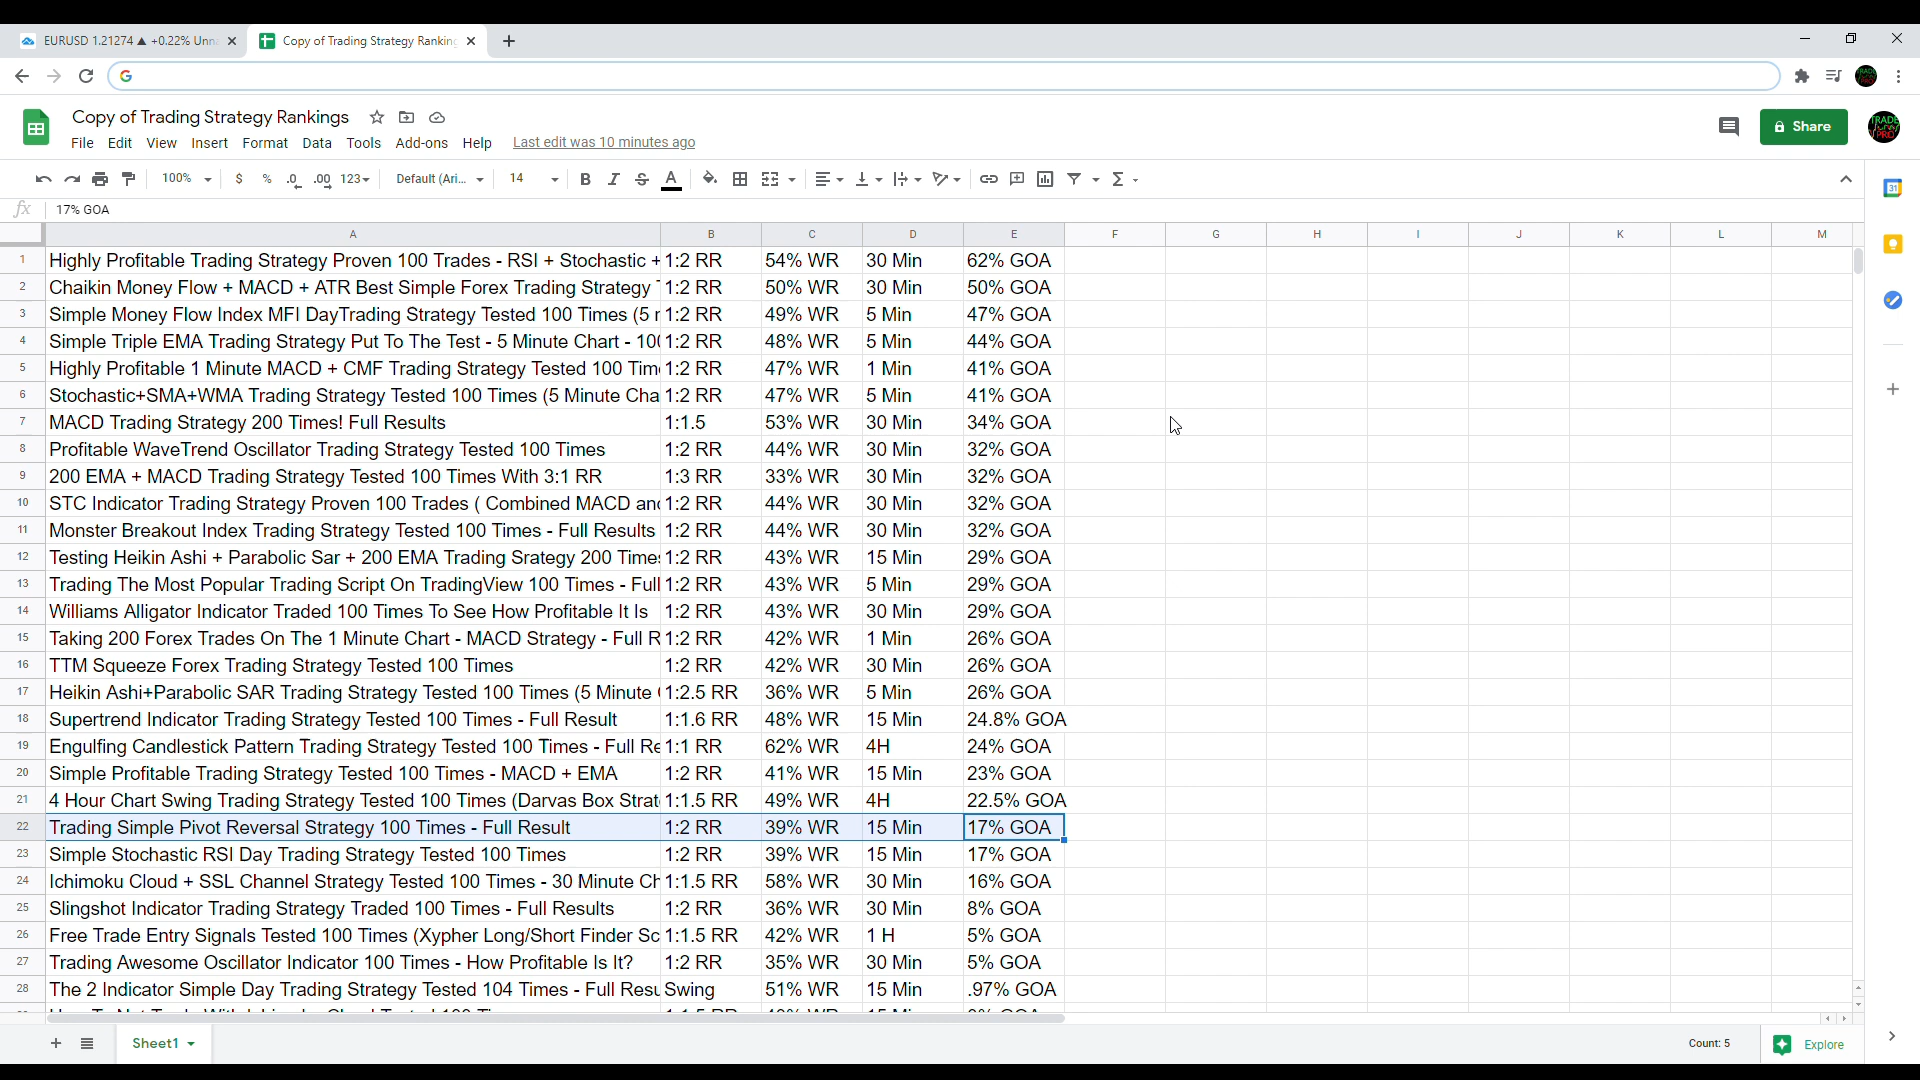 EURUSD 1.21274 ▲ +0.22% Unn
Copy of Trading Strategy Ranking
Copy of Trading Strategy Rankings
Share
File Edit View Insert Format Data Tools Add-ons Help Last edit was 10 minutes ago
100% $ % .0 .00 123 Default (Ari... 14 B I S A
fx 17% GOA
A B C D E F G H I J K L M
1 Highly Profitable Trading Strategy Proven 100 Trades - RSI + Stochastic + 1:2 RR 54% WR 30 Min 62% GOA
2 Chaikin Money Flow + MACD + ATR Best Simple Forex Trading Strategy 1:2 RR 50% WR 30 Min 50% GOA
3 Simple Money Flow Index MFI DayTrading Strategy Tested 100 Times (5 1:2 RR 49% WR 5 Min 47% GOA
4 Simple Triple EMA Trading Strategy Put To The Test - 5 Minute Chart - 1:2 RR 48% WR 5 Min 44% GOA
5 Highly Profitable 1 Minute MACD + CMF Trading Strategy Tested 100 Tim 1:2 RR 47% WR 1 Min 41% GOA
6 Stochastic+SMA+WMA Trading Strategy Tested 100 Times (5 Minute Cha 1:2 RR 47% WR 5 Min 41% GOA
7 MACD Trading Strategy 200 Times! Full Results 1:1.5 53% WR 30 Min 34% GOA
8 Profitable WaveTrend Oscillator Trading Strategy Tested 100 Times 1:2 RR 44% WR 30 Min 32% GOA
9 200 EMA + MACD Trading Strategy Tested 100 Times With 3:1 RR 1:3 RR 33% WR 30 Min 32% GOA
10 STC Indicator Trading Strategy Proven 100 Trades ( Combined MACD an 1:2 RR 44% WR 30 Min 32% GOA
11 Monster Breakout Index Trading Strategy Tested 100 Times - Full Results 1:2 RR 44% WR 30 Min 32% GOA
12 Testing Heikin Ashi + Parabolic Sar + 200 EMA Trading Srategy 200 Time 1:2 RR 43% WR 15 Min 29% GOA
13 Trading The Most Popular Trading Script On TradingView 100 Times - Full 1:2 RR 43% WR 5 Min 29% GOA
14 Williams Alligator Indicator Traded 100 Times To See How Profitable It Is 1:2 RR 43% WR 30 Min 29% GOA
15 Taking 200 Forex Trades On The 1 Minute Chart - MACD Strategy - Full R 1:2 RR 42% WR 1 Min 26% GOA
16 TTM Squeeze Forex Trading Strategy Tested 100 Times 1:2 RR 42% WR 30 Min 26% GOA
17 Heikin Ashi+Parabolic SAR Trading Strategy Tested 100 Times (5 Minute 1:2.5 RR 36% WR 5 Min 26% GOA
18 Supertrend Indicator Trading Strategy Tested 100 Times - Full Result 1:1.6 RR 48% WR 15 Min 24.8% GOA
19 Engulfing Candlestick Pattern Trading Strategy Tested 100 Times - Full Re 1:1 RR 62% WR 4H 24% GOA
20 Simple Profitable Trading Strategy Tested 100 Times - MACD + EMA 1:2 RR 41% WR 15 Min 23% GOA
21 4 Hour Chart Swing Trading Strategy Tested 100 Times (Darvas Box Strat 1:1.5 RR 49% WR 4H 22.5% GOA
22 Trading Simple Pivot Reversal Strategy 100 Times - Full Result 1:2 RR 39% WR 15 Min 17% GOA
23 Simple Stochastic RSI Day Trading Strategy Tested 100 Times 1:2 RR 39% WR 15 Min 17% GOA
24 Ichimoku Cloud + SSL Channel Strategy Tested 100 Times - 30 Minute Ch 1:1.5 RR 58% WR 30 Min 16% GOA
25 Slingshot Indicator Trading Strategy Traded 100 Times - Full Results 1:2 RR 36% WR 30 Min 8% GOA
26 Free Trade Entry Signals Tested 100 Times (Xypher Long/Short Finder Sc 1:1.5 RR 42% WR 1 H 5% GOA
27 Trading Awesome Oscillator Indicator 100 Times - How Profitable Is It? 1:2 RR 35% WR 30 Min 5% GOA
28 The 2 Indicator Simple Day Trading Strategy Tested 104 Times - Full Resu Swing 51% WR 15 Min .97% GOA
Sheet1 Count: 5 Explore